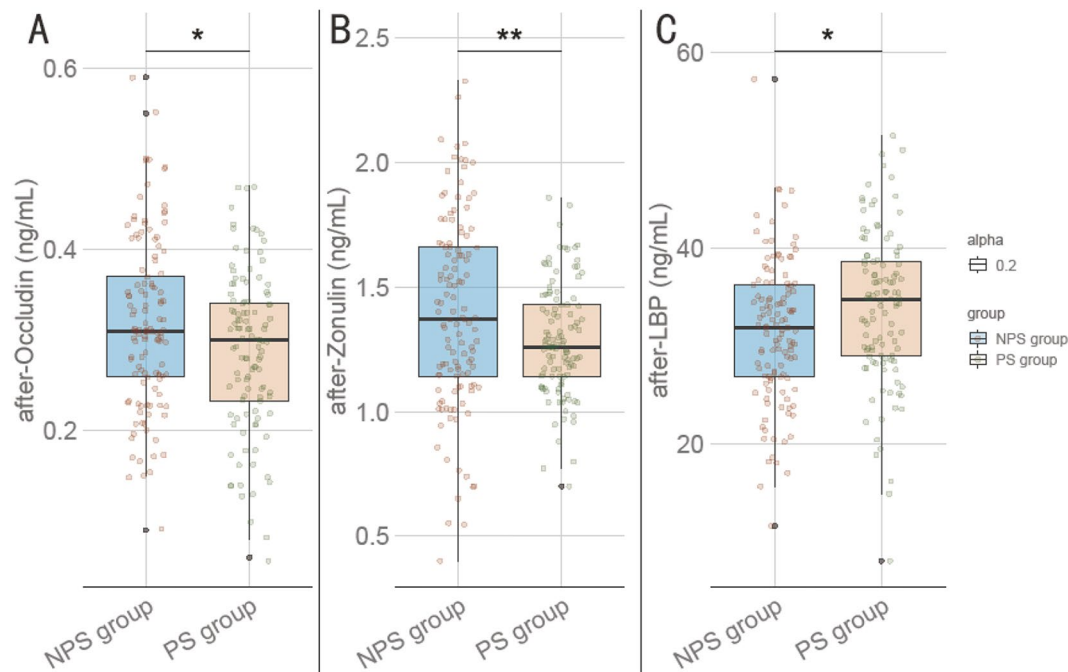 A
*
after-Occludin (ng/mL)
0.6
0.4
0.2
NPS group
PS group
B
**
after-Zonulin (ng/mL)
2.5
2.0
1.5
1.0
0.5
NPS group
PS group
C
*
after-LBP (ng/mL)
60
40
20
NPS group
PS group
alpha
0.2
group
NPS group
PS group